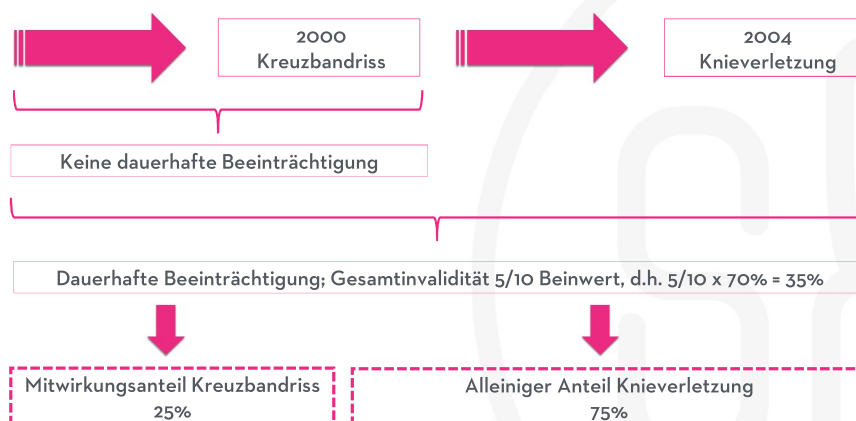 2000
Kreuzbandriss
2004
Knieverletzung
Keine dauerhafte Beeinträchtigung
Dauerhafte Beeinträchtigung; Gesamtinvalidität 5/10 Beinwert, d.h. 5/10 x 70% = 35%
Mitwirkungsanteil Kreuzbandriss
25%
Alleiniger Anteil Knieverletzung
75%